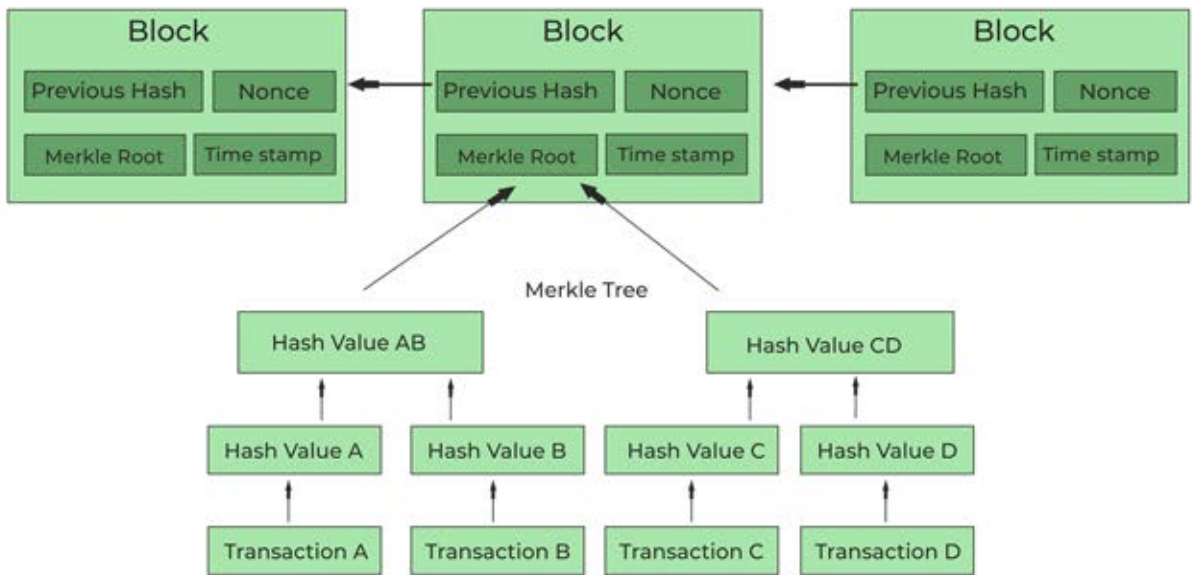 Block
Block
Block
Previous Hash
Nonce
Previous Hash
Nonce
Previous Hash
Nonce
Merkle Root
Time stamp
Merkle Root
Time stamp
Merkle Root
Time stamp
Merkle Tree
Hash Value AB
Hash Value CD
Hash Value A
Hash Value B
Hash Value C
Hash Value D
Transaction A
Transaction B
Transaction C
Transaction D